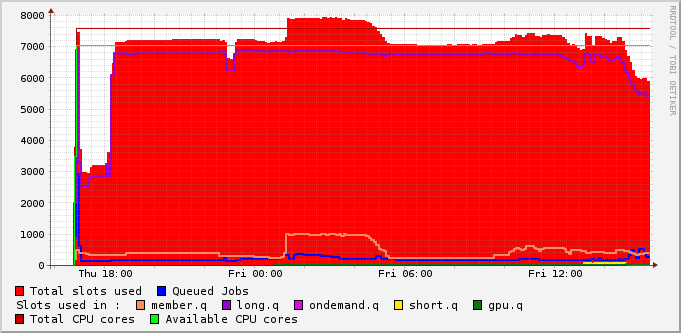 8000
7000
6000
5000
4000
3000
2000
1000
0
Thu 18:00 Fri 00:00 Fri 06:00 Fri 12:00
RRDTOOL / TOBI OETIKER
Total slots used Queued Jobs
Slots used in : member.q long.q ondemand.q short.q gpu.q
Total CPU cores Available CPU cores